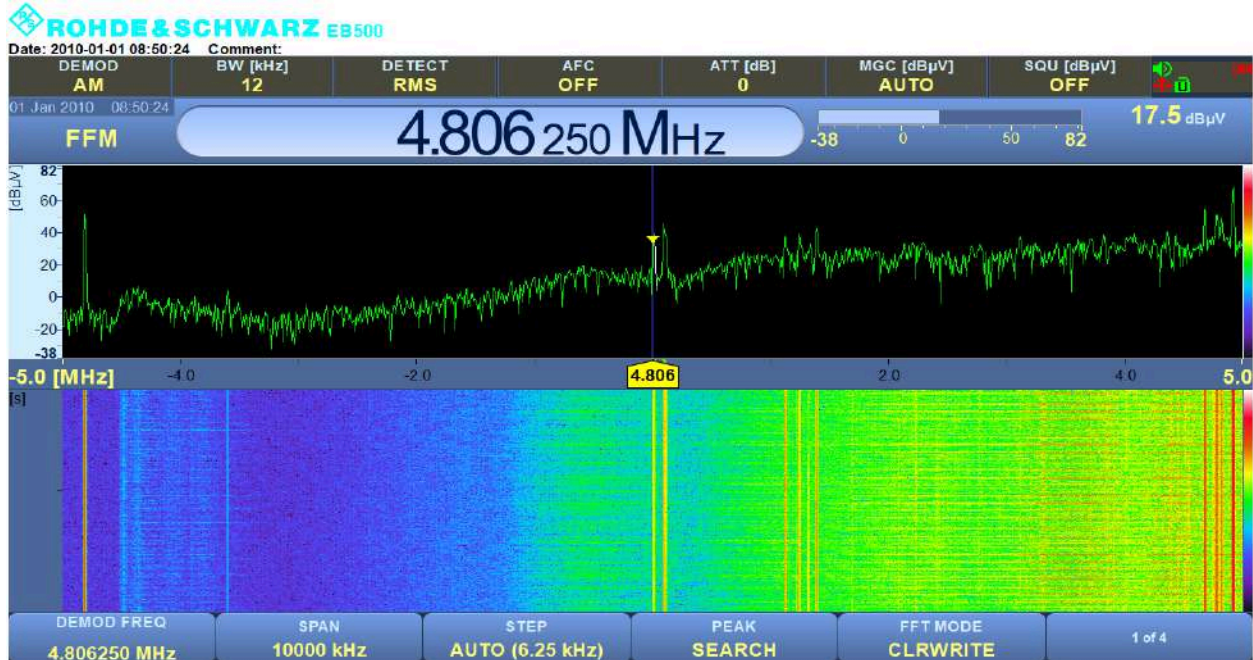 ROHDE & SCHWARZ EB500
Date: 2010-01-01 08:50:24 Comment:
DEMOD BW [kHz] DETECT AFC ATT [dB] MGC [dBµV] SQU [dBµV]
AM 12 RMS OFF 0 AUTO OFF
01 Jan 2010 08:50:24
FFM 4.806 250 MHz -38 0 50 82 17.5 dBµV
[dBµV]
82
60
40
20
0
-20
-38
-5.0 [MHz] -4.0 -2.0 4.806 2.0 4.0 5.0
[s]
DEMOD FREQ SPAN STEP PEAK FFT MODE
4.806250 MHz 10000 kHz AUTO (6.25 kHz) SEARCH CLRWRITE 1 of 4